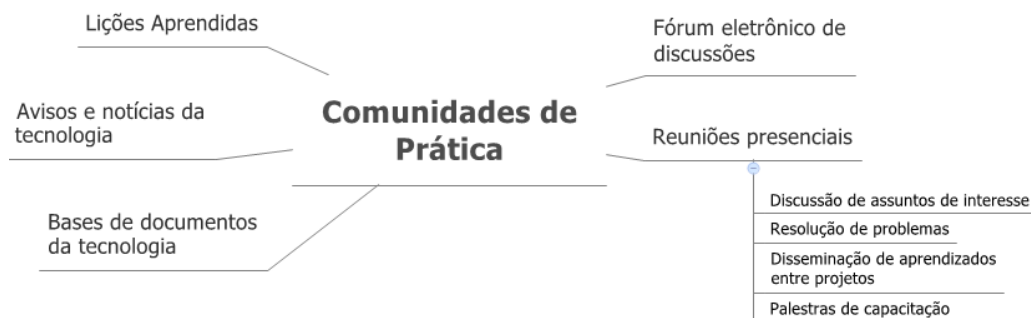 Lições Aprendidas
Avisos e notícias da
tecnologia
Bases de documentos
da tecnologia
Comunidades de
Prática
Fórum eletrônico de
discussões
Reuniões presenciais
Discussão de assuntos de interesse
Resolução de problemas
Disseminação de aprendizados
entre projetos
Palestras de capacitação